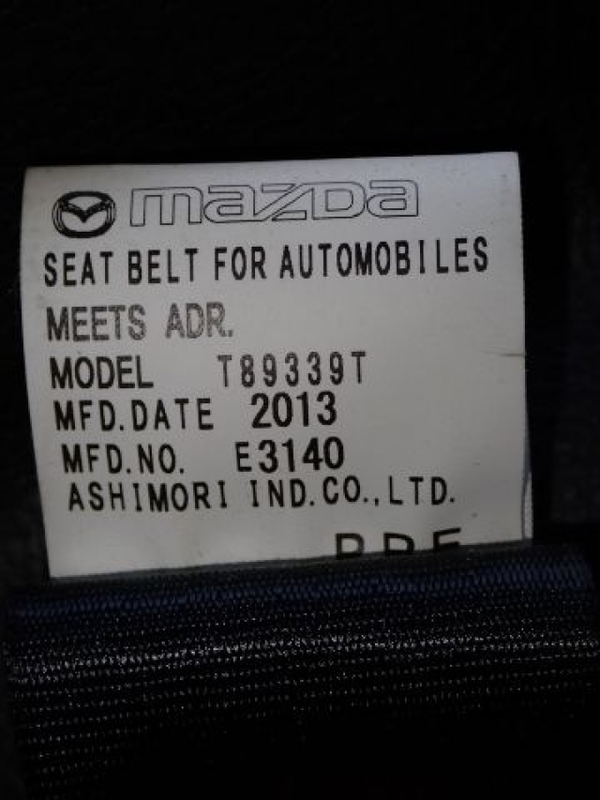 mazda
SEAT BELT FOR AUTOMOBILES
MEETS ADR.
MODEL T89339T
MFD.DATE 2013
MFD.NO. E3140
ASHIMORI IND.CO.,LTD.